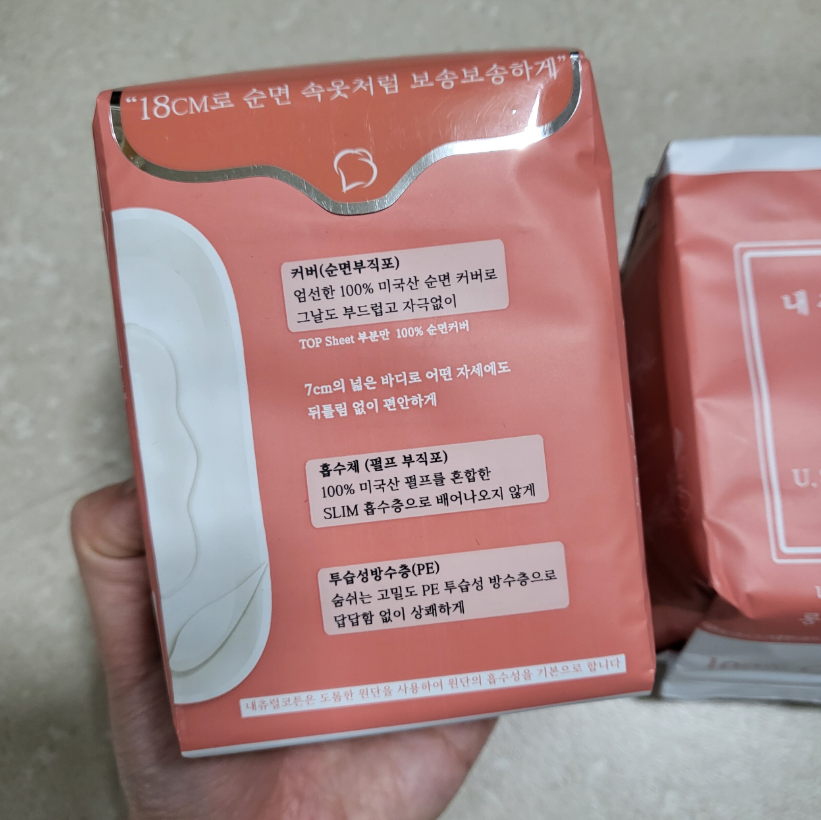 “18CM로 순면 속옷처럼 보송보송하게”
커버(순면부직포)
엄선한 100% 미국산 순면 커버로
그날도 부드럽고 자극없이
TOP Sheet 부분만 100% 순면커버
7cm의 넓은 바디로 어떤 자세에도
뒤틀림 없이 편안하게
흡수체 (펄프 부직포)
100% 미국산 펄프를 혼합한
SLIM 흡수층으로 배어나오지 않게
투습성방수층(PE)
숨쉬는 고밀도 PE 투습성 방수층으로
답답함 없이 상쾌하게
내츄럴코튼은 도톰한 원단을 사용하여 원단의 흡수성을 기본으로 합니다
내
U.S